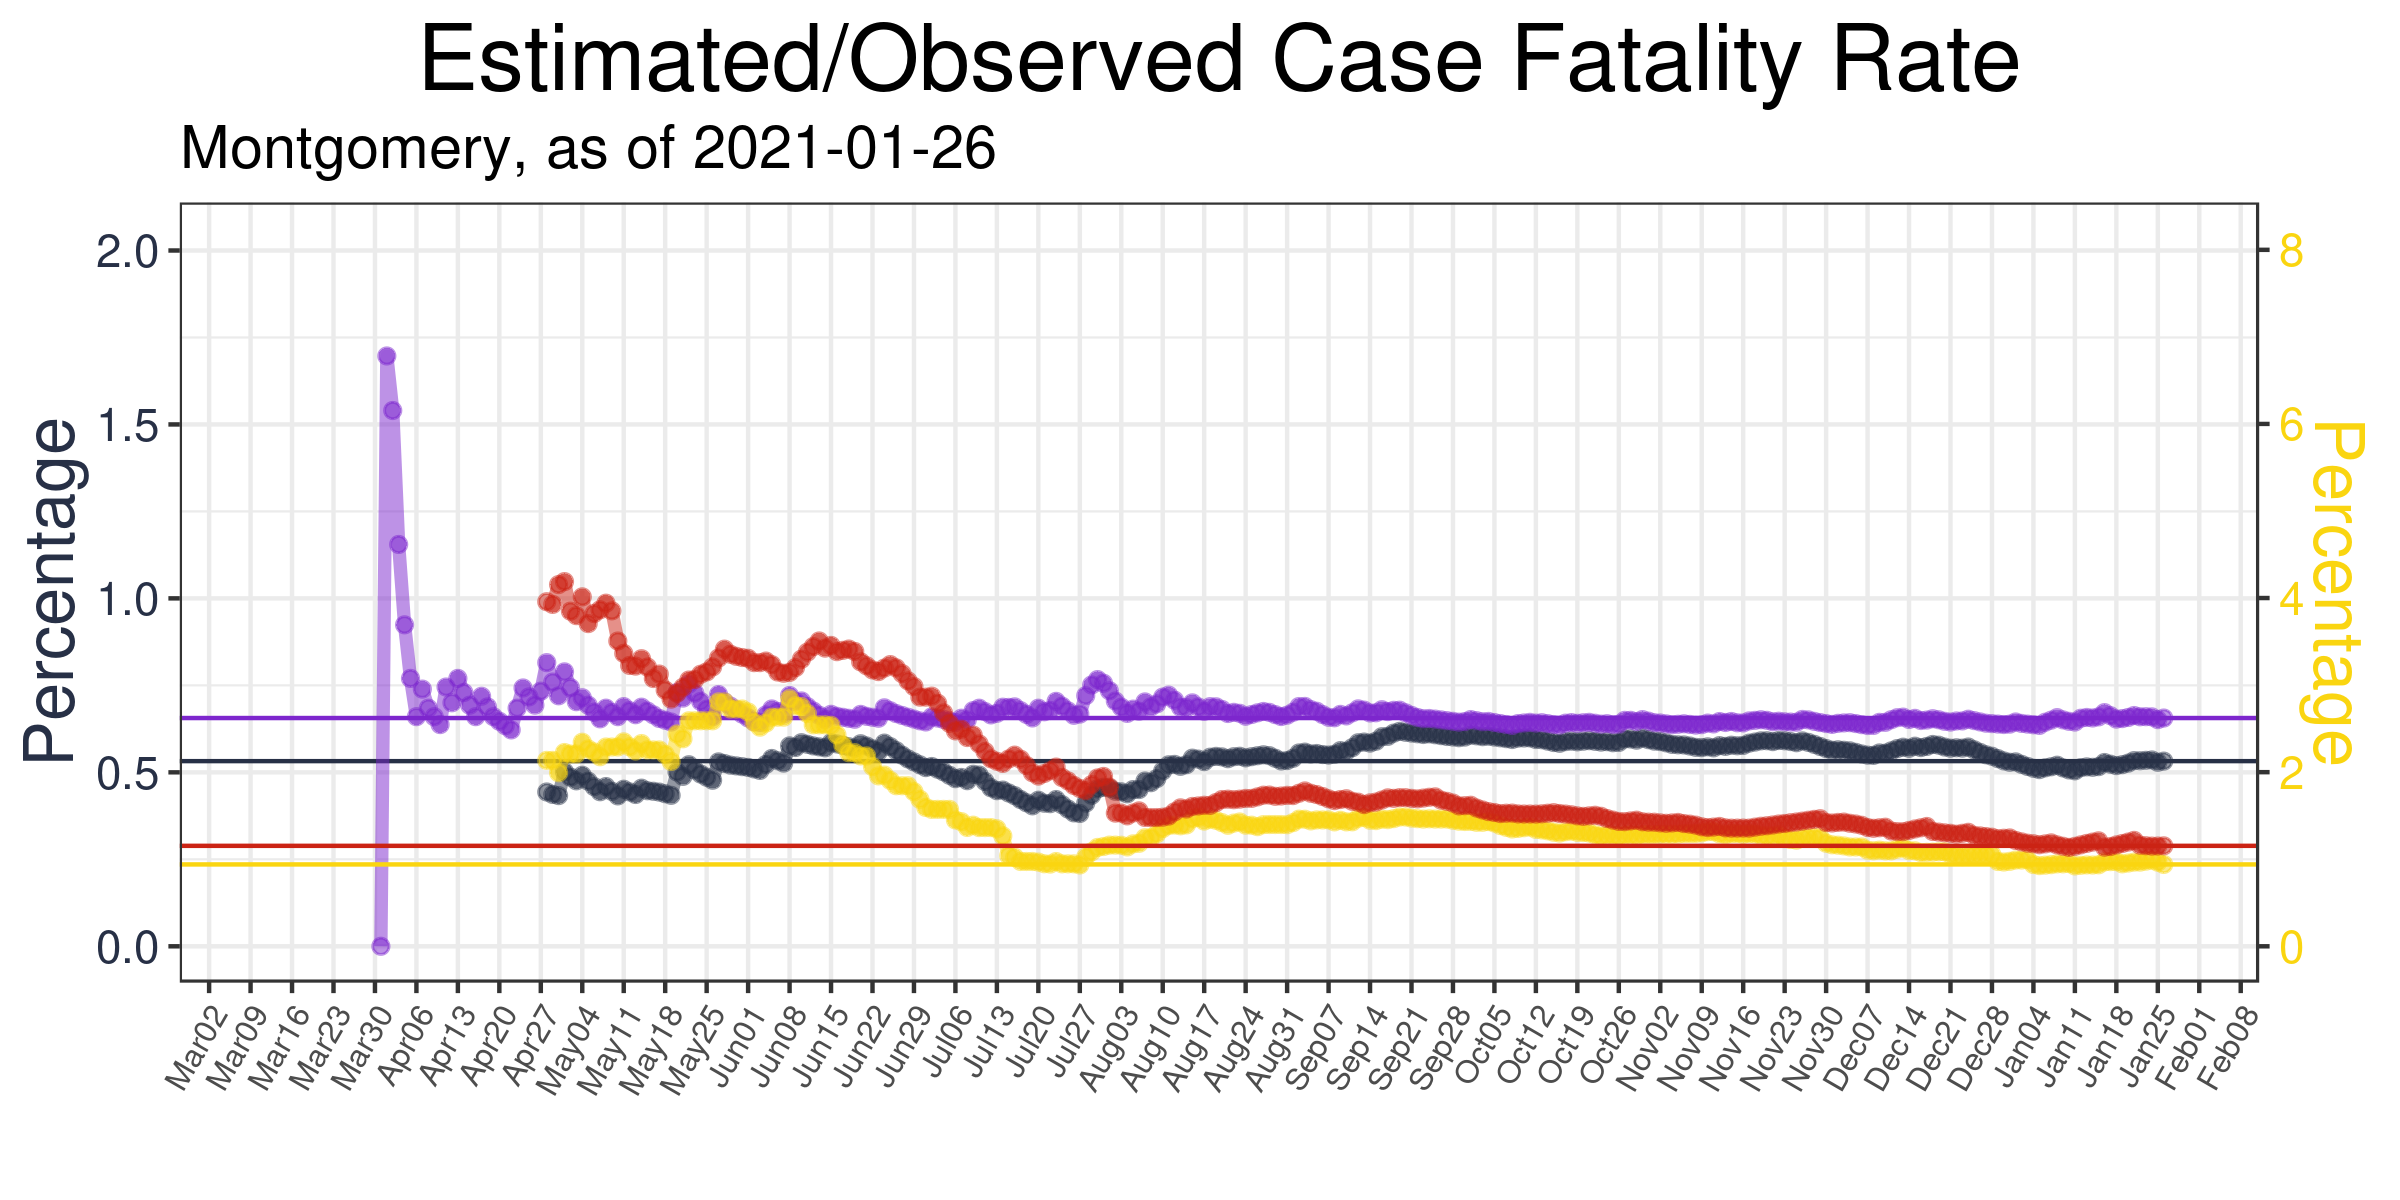 Estimated/Observed Case Fatality Rate
Montgomery, as of 2021-01-26
Percentage
2.0
1.5
1.0
0.5
0.0
8
6
4
2
0
Percentage
Mar02 Mar09 Mar16 Mar23 Mar30 Apr06 Apr13 Apr20 Apr27 May04 May11 May18 May25 Jun01 Jun08 Jun15 Jun22 Jun29 Jul06 Jul13 Jul20 Jul27 Aug03 Aug10 Aug17 Aug24 Aug31 Sep07 Sep14 Sep21 Sep28 Oct05 Oct12 Oct19 Oct26 Nov02 Nov09 Nov16 Nov23 Nov30 Dec07 Dec14 Dec21 Dec28 Jan04 Jan11 Jan18 Jan25 Feb01 Feb08